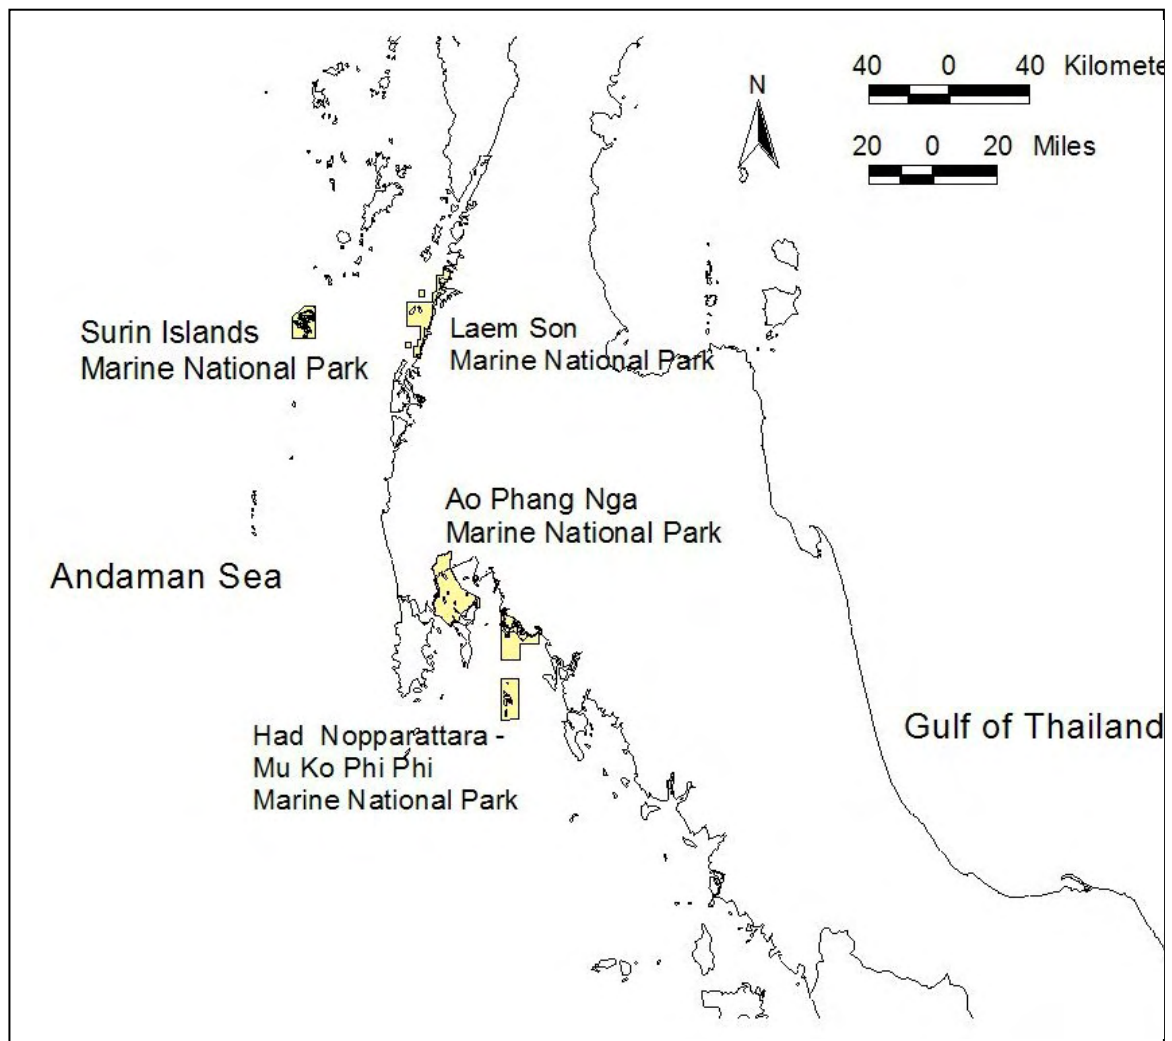 40 0 40 Kilomete
N
20 0 20 Miles
Surin Islands
Marine National Park
Laem Son
Marine National Park
Ao Phang Nga
Marine National Park
Andaman Sea
Gulf of Thailand
Had Nopparattara -
Mu Ko Phi Phi
Marine National Park